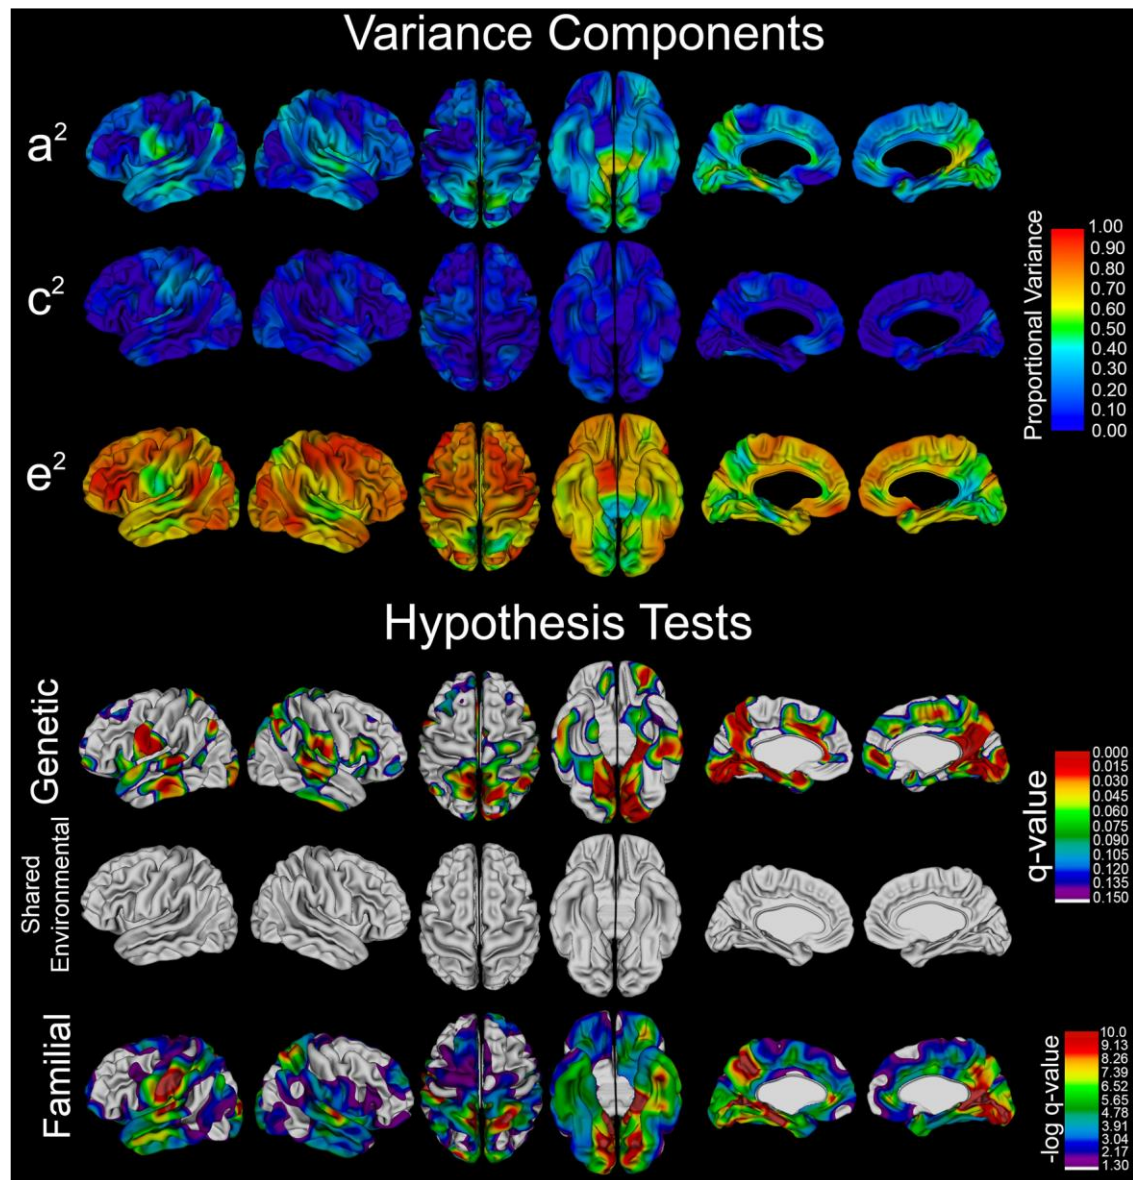 Variance Components
a²
c²
e²
Proportional Variance
1.00
0.90
0.80
0.70
0.60
0.50
0.40
0.30
0.20
0.10
0.00
Hypothesis Tests
Genetic
Shared
Environmental
Familial
q-value
0.000
0.015
0.030
0.045
0.060
0.075
0.090
0.105
0.120
0.135
0.150
-log q-value
10.0
9.13
8.26
7.39
6.52
5.65
4.78
3.91
3.04
2.17
1.30